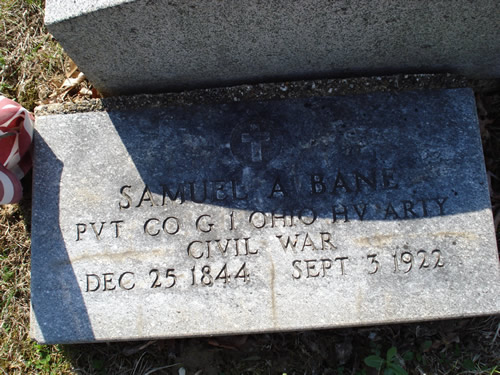 SAMUEL A BANE
PVT CO G 1 OHIO HV ARTY
CIVIL WAR
DEC 25 1844 SEPT 3 1922